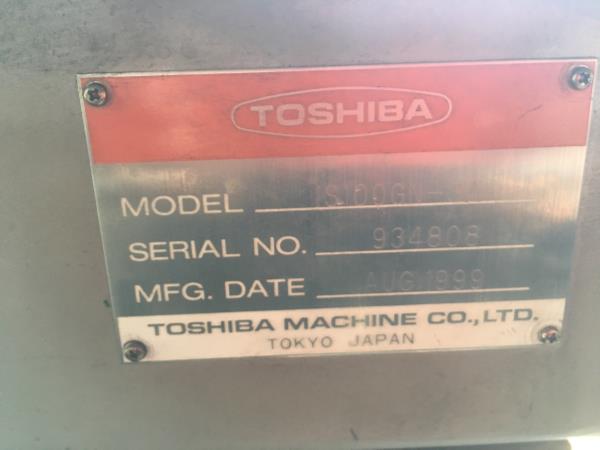 TOSHIBA
MODEL
SERIAL NO. 934808
MFG. DATE AUG 1999
TOSHIBA MACHINE CO., LTD.
TOKYO JAPAN